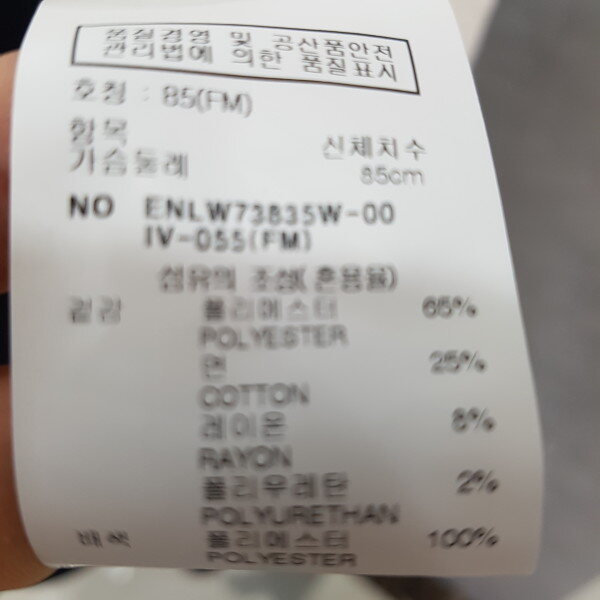 품질경영 및 공산품안전
관리법에 의한 품질표시
호칭 : 85(FM)
항목 신체치수
가슴둘레 85cm
NO ENLW73835W-00
IV-055(FM)
섬유의 조성(혼용율)
겉감 폴리에스터 65%
POLYESTER
면 25%
COTTON
레이온 8%
RAYON
폴리우레탄 2%
POLYURETHAN
배색 폴리에스터 100%
POLYESTER